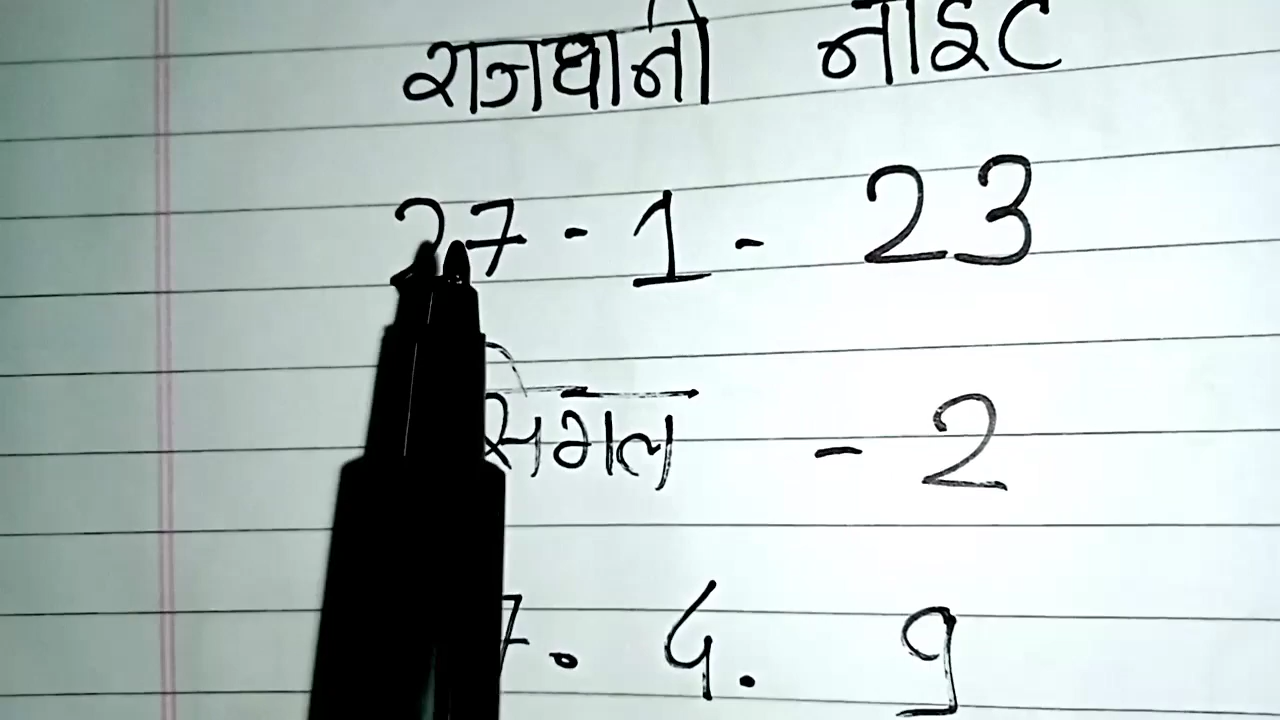 राजधानी नाइट
27 - 1 - 23
सिंगल - 2
7. 4. 9